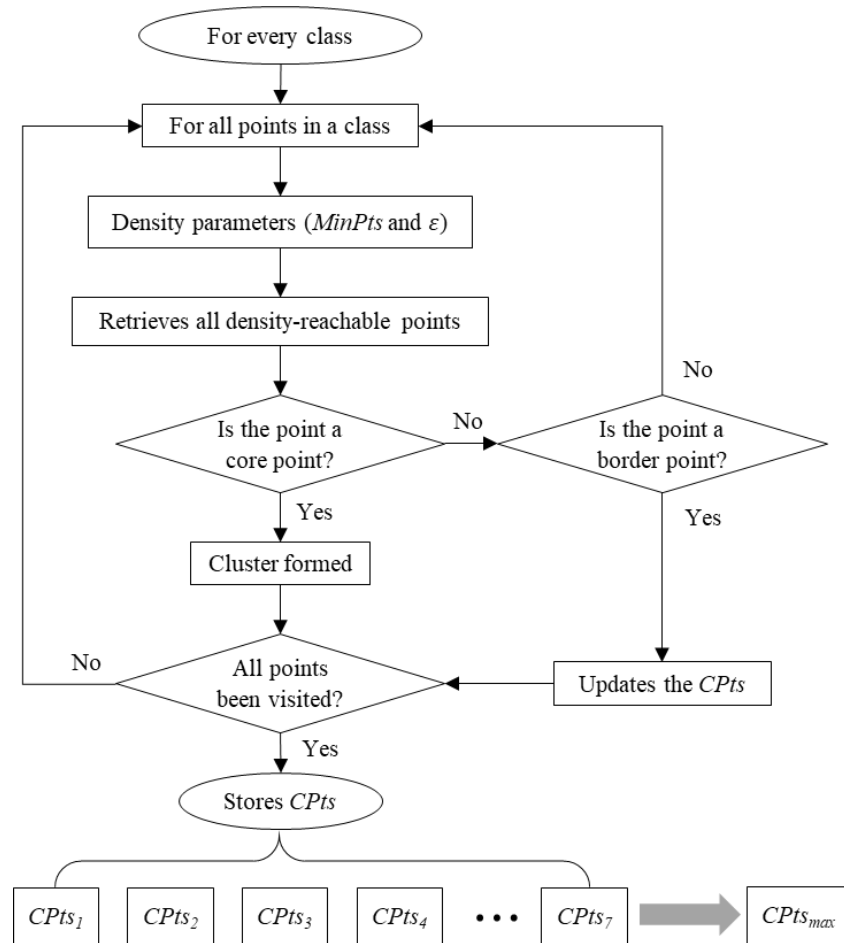 For every class
For all points in a class
Density parameters (MinPts and ε)
Retrieves all density-reachable points
Is the point a
core point?
No
Is the point a
border point?
No
Yes
Yes
Cluster formed
All points
been visited?
No
Updates the CPts
Yes
Stores CPts
CPts1 CPts2 CPts3 CPts4 ••• CPts7 CPtsmax